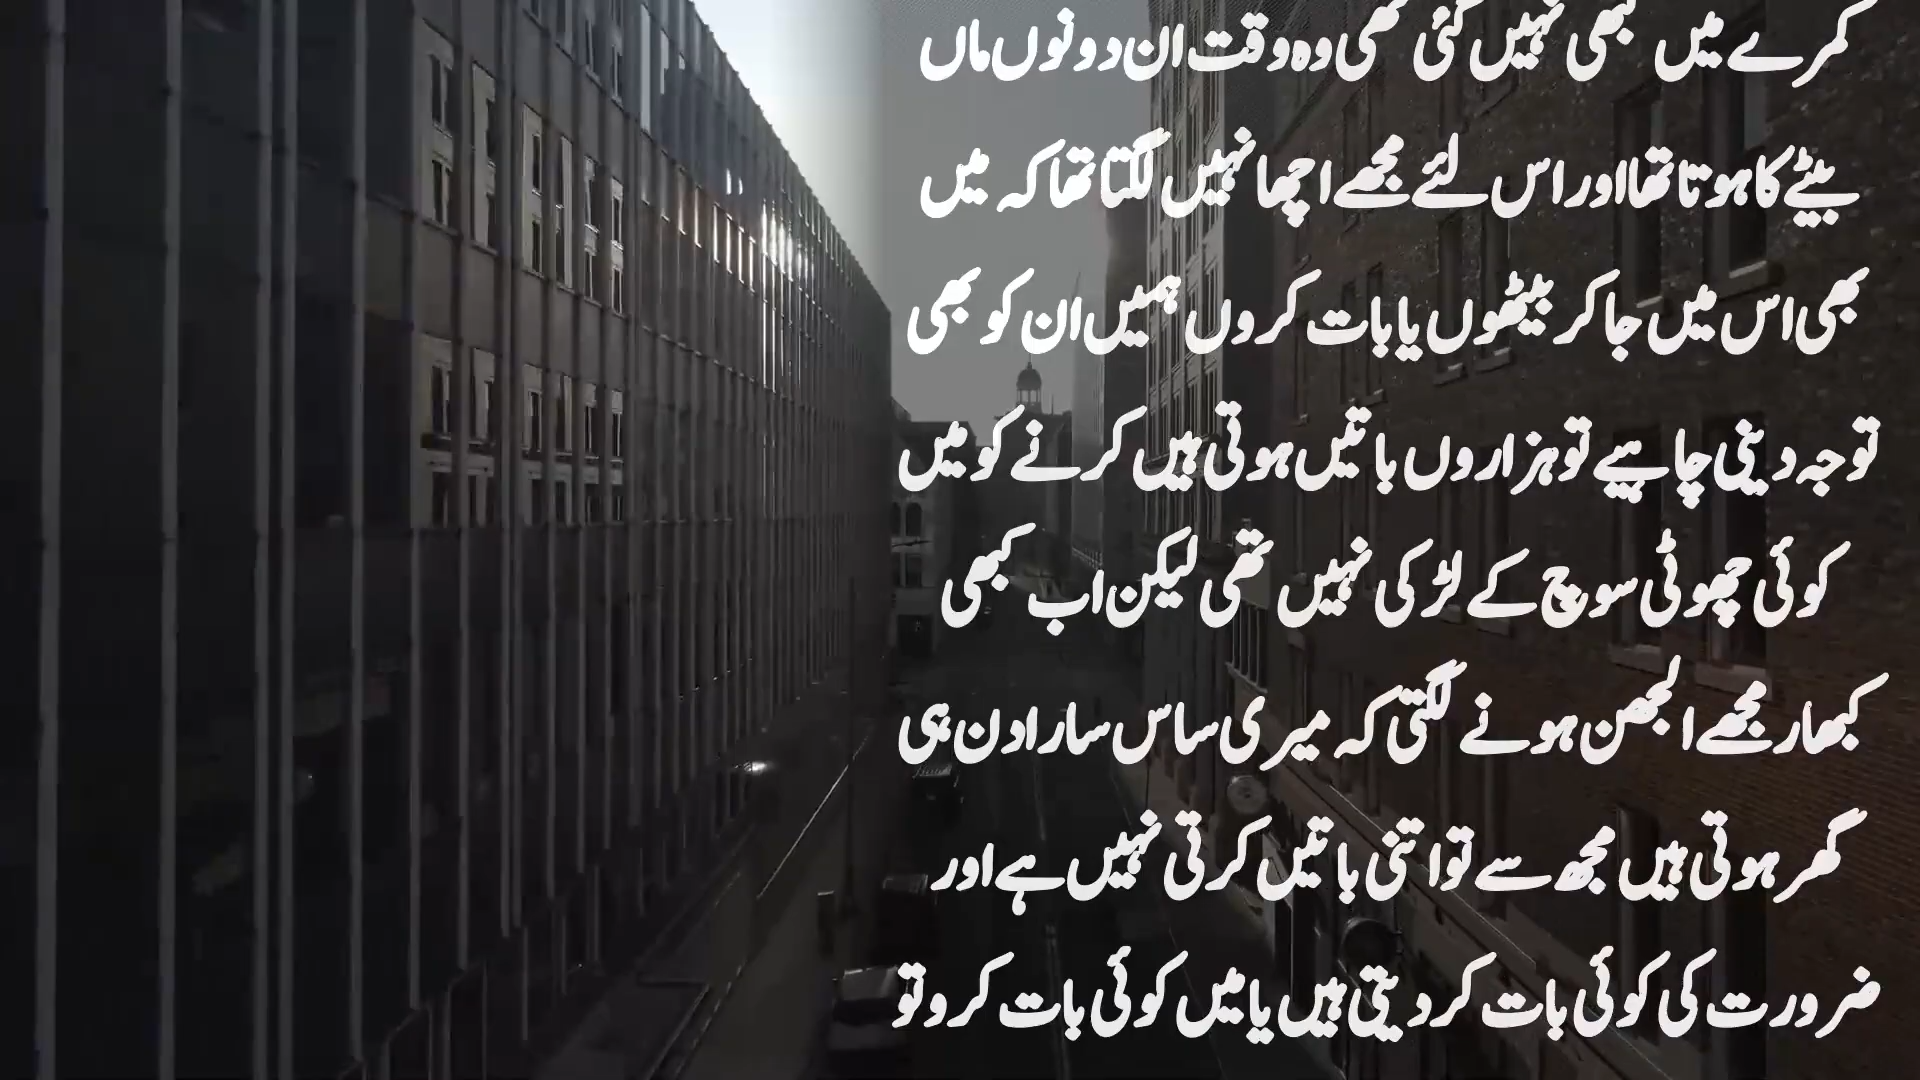 کمرے میں کبھی نہیں گئی تھی وہ وقت ان دونوں ماں
بیٹے کا ہوتا تھا اور اس لئے مجھے اچھا نہیں لگتا تھا کہ میں
بھی اس میں جا کر بیٹھوں یا بات کروں ہمیں ان کو بھی
توجہ دینی چاہیے تو ہزاروں باتیں ہوتی ہیں کرنے کو میں
کوئی چھوٹی سوچ کے لڑکی نہیں تھی لیکن اب کبھی
کبھار مجھے الجھن ہونے لگتی کہ میری ساس سارا دن ہی
گھر ہوتی ہیں مجھ سے تو اتنی باتیں کرتی نہیں ہے اور
ضرورت کی کوئی بات کر دیتی ہیں یا میں کوئی بات کرو تو